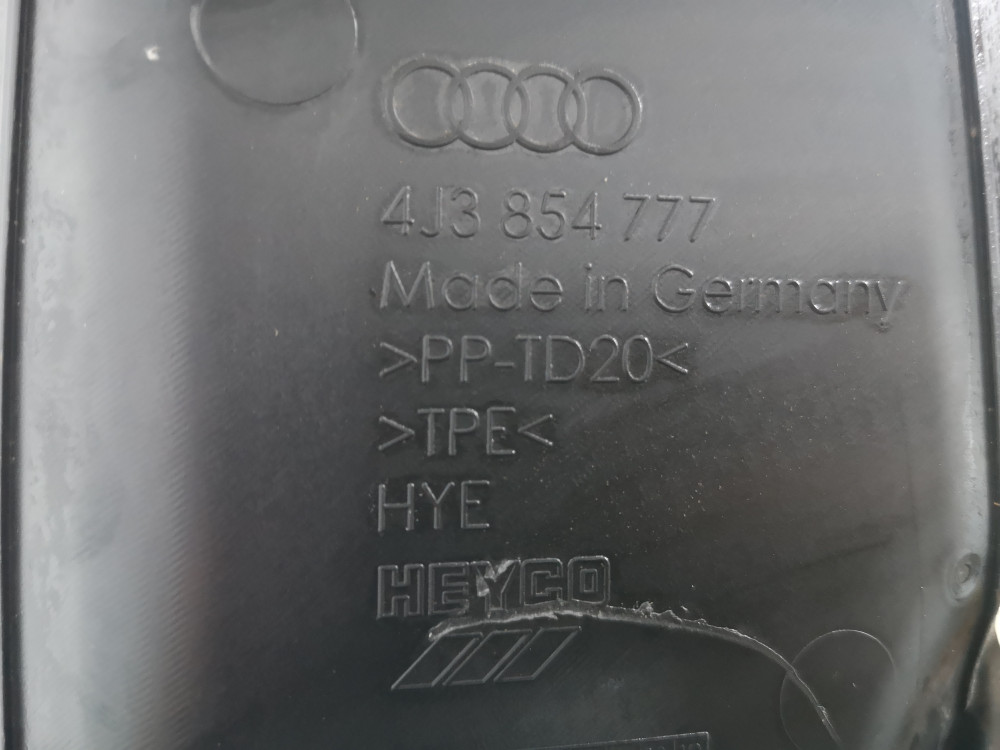 4J3 854 777
Made in Germany
>PP-TD20<
>TPE<
HYE
HEYCO